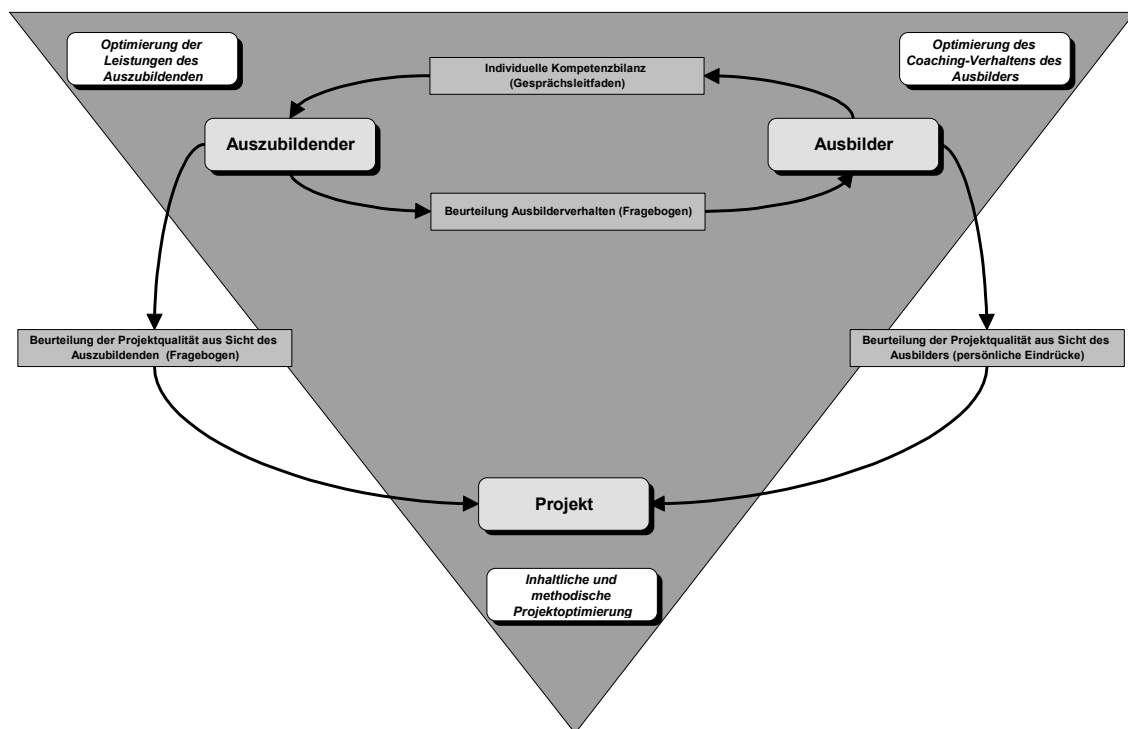 Optimierung der
Leistungen des
Auszubildenden
Individuelle Kompetenzbilanz
(Gesprächsleitfaden)
Optimierung des
Coaching-Verhaltens des
Ausbilders
Auszubildender
Ausbilder
Beurteilung Ausbilderverhalten (Fragebogen)
Beurteilung der Projektqualität aus Sicht des
Auszubildenden (Fragebogen)
Beurteilung der Projektqualität aus Sicht des
Ausbilders (persönliche Eindrücke)
Projekt
Inhaltliche und
methodische
Projektoptimierung